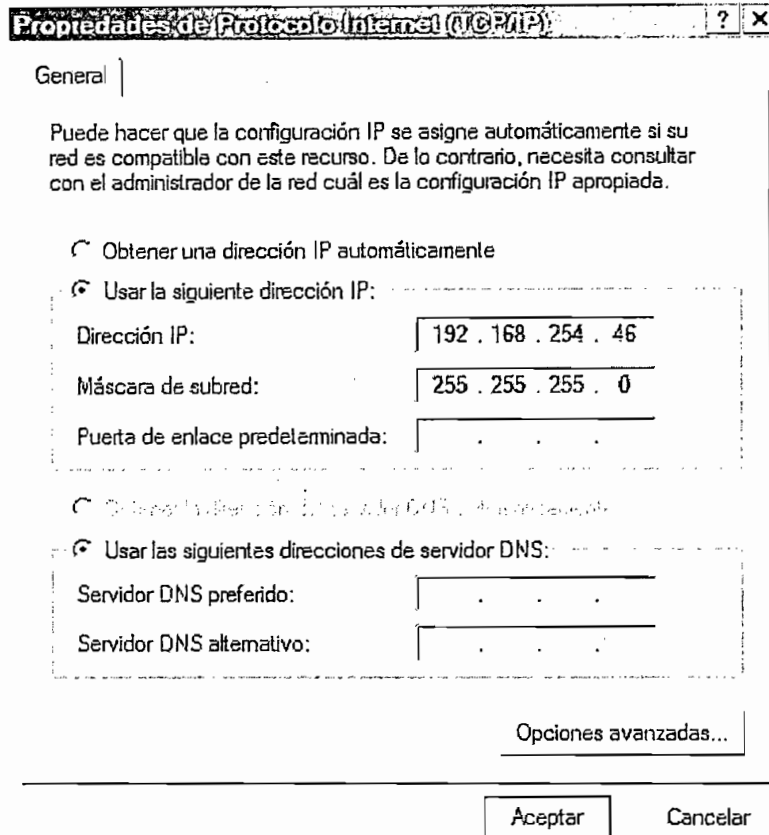 Propiedades de Protocolo Internet (TCP/IP)
? X
General
Puede hacer que la configuración IP se asigne automáticamente si su
red es compatible con este recurso. De lo contrario, necesita consultar
con el administrador de la red cuál es la configuración IP apropiada.
Obtener una dirección IP automáticamente
Usar la siguiente dirección IP:
Dirección IP: 192 . 168 . 254 . 46
Máscara de subred: 255 . 255 . 255 . 0
Puerta de enlace predeterminada: . . .
DNS
Usar las siguientes direcciones de servidor DNS:
Servidor DNS preferido: . . .
Servidor DNS alternativo: . . .
Opciones avanzadas...
Aceptar Cancelar